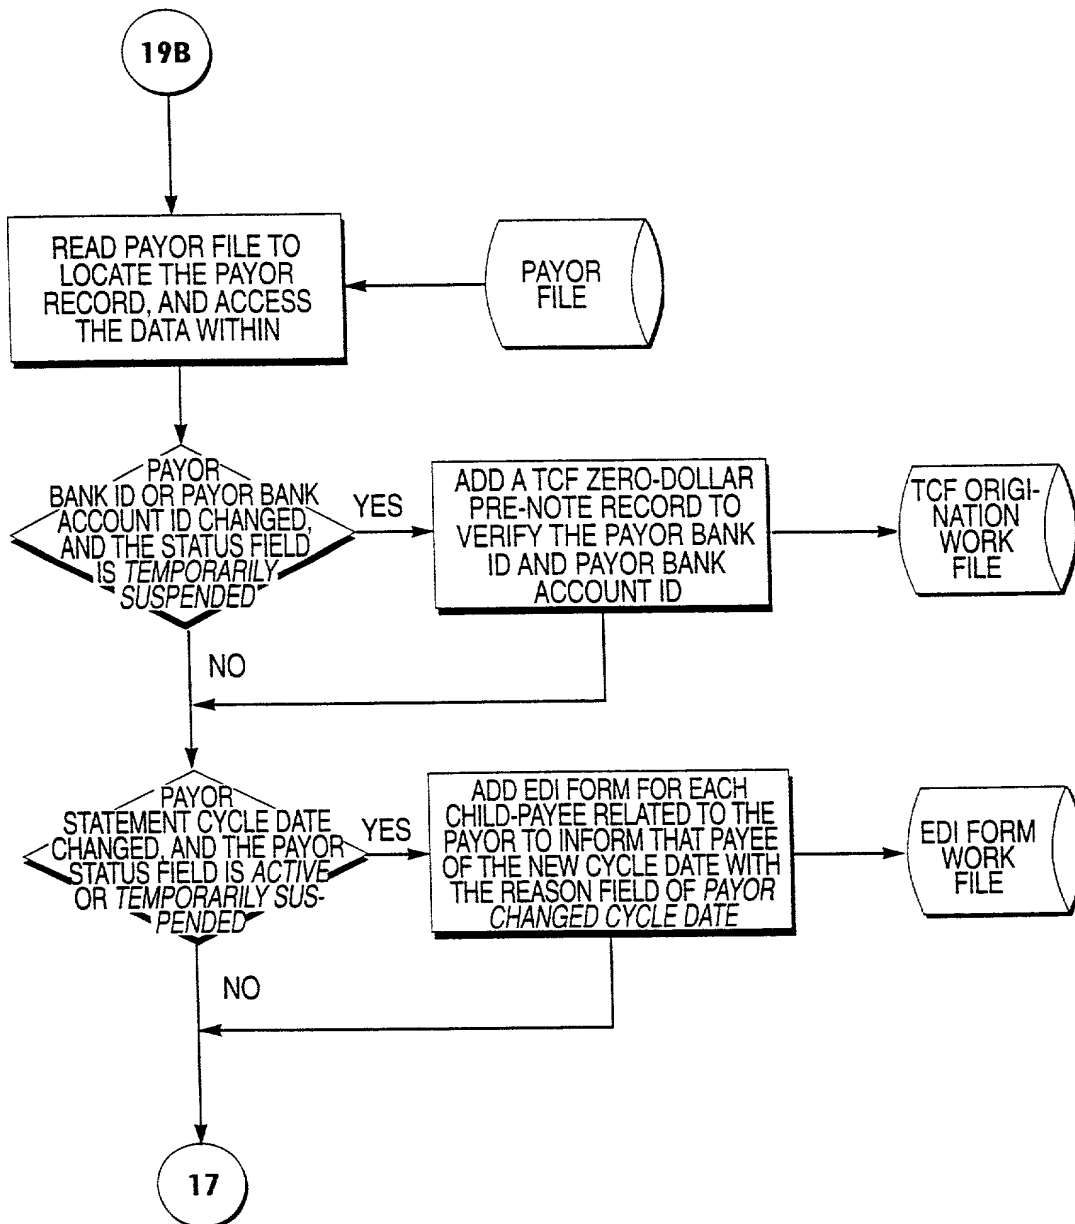 19B
READ PAYOR FILE TO
LOCATE THE PAYOR
RECORD, AND ACCESS
THE DATA WITHIN
PAYOR
FILE
PAYOR
BANK ID OR PAYOR BANK
ACCOUNT ID CHANGED,
AND THE STATUS FIELD
IS TEMPORARILY
SUSPENDED
YES
ADD A TCF ZERO-DOLLAR
PRE-NOTE RECORD TO
VERIFY THE PAYOR BANK
ID AND PAYOR BANK
ACCOUNT ID
TCF ORIGI-
NATION
WORK
FILE
NO
PAYOR
STATEMENT CYCLE DATE
CHANGED, AND THE PAYOR
STATUS FIELD IS ACTIVE
OR TEMPORARILY SUS-
PENDED
YES
ADD EDI FORM FOR EACH
CHILD-PAYEE RELATED TO THE
PAYOR TO INFORM THAT PAYEE
OF THE NEW CYCLE DATE WITH
THE REASON FIELD OF PAYOR
CHANGED CYCLE DATE
EDI FORM
WORK
FILE
NO
17